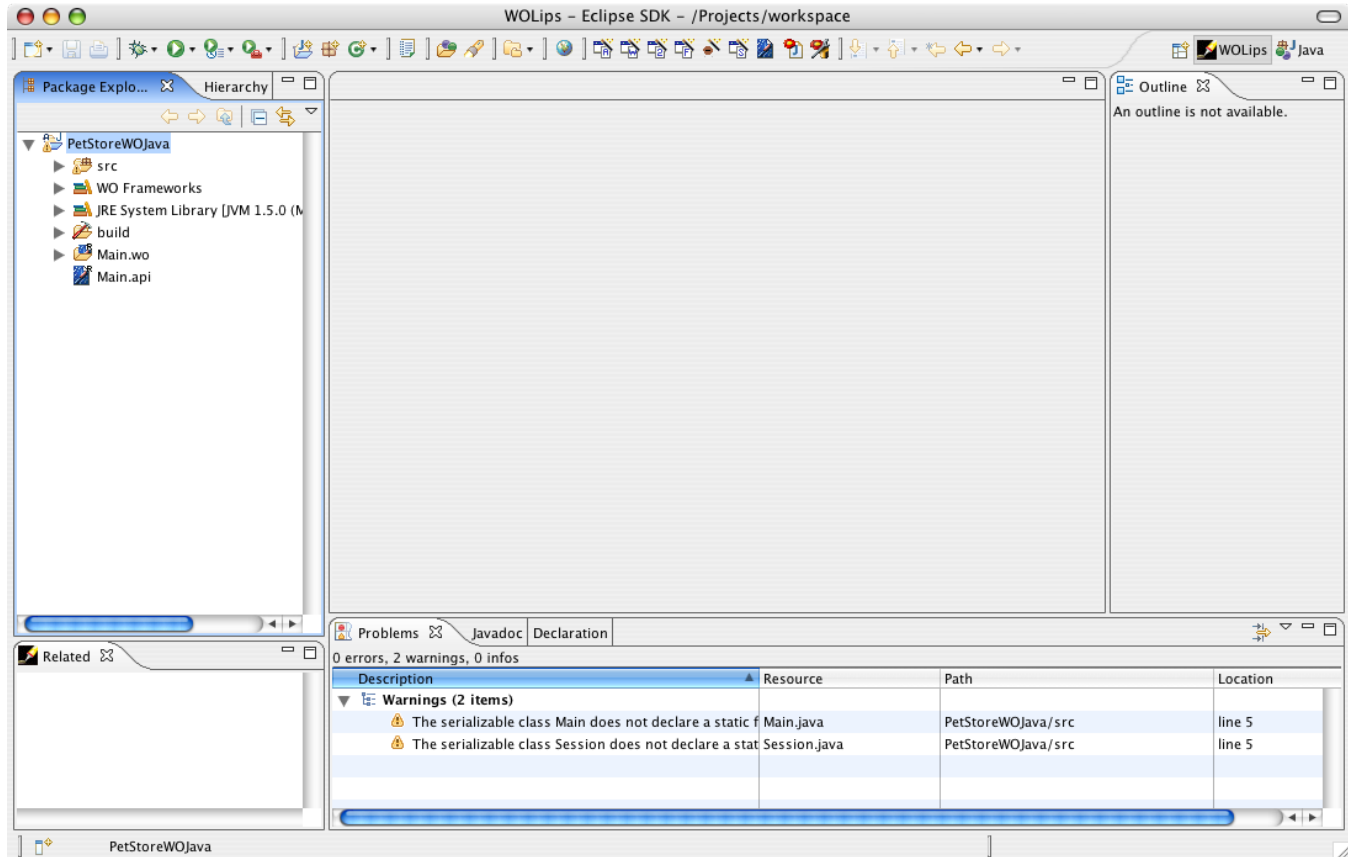 WOLips – Eclipse SDK – /Projects/workspace
WOLips Java
Package Explo... Hierarchy
PetStoreWOJava
src
WO Frameworks
JRE System Library [JVM 1.5.0 (M
build
Main.wo
Main.api
Outline
An outline is not available.
Related
Problems Javadoc Declaration
0 errors, 2 warnings, 0 infos
Description Resource Path Location
Warnings (2 items)
The serializable class Main does not declare a static f Main.java PetStoreWOJava/src line 5
The serializable class Session does not declare a stat Session.java PetStoreWOJava/src line 5
PetStoreWOJava